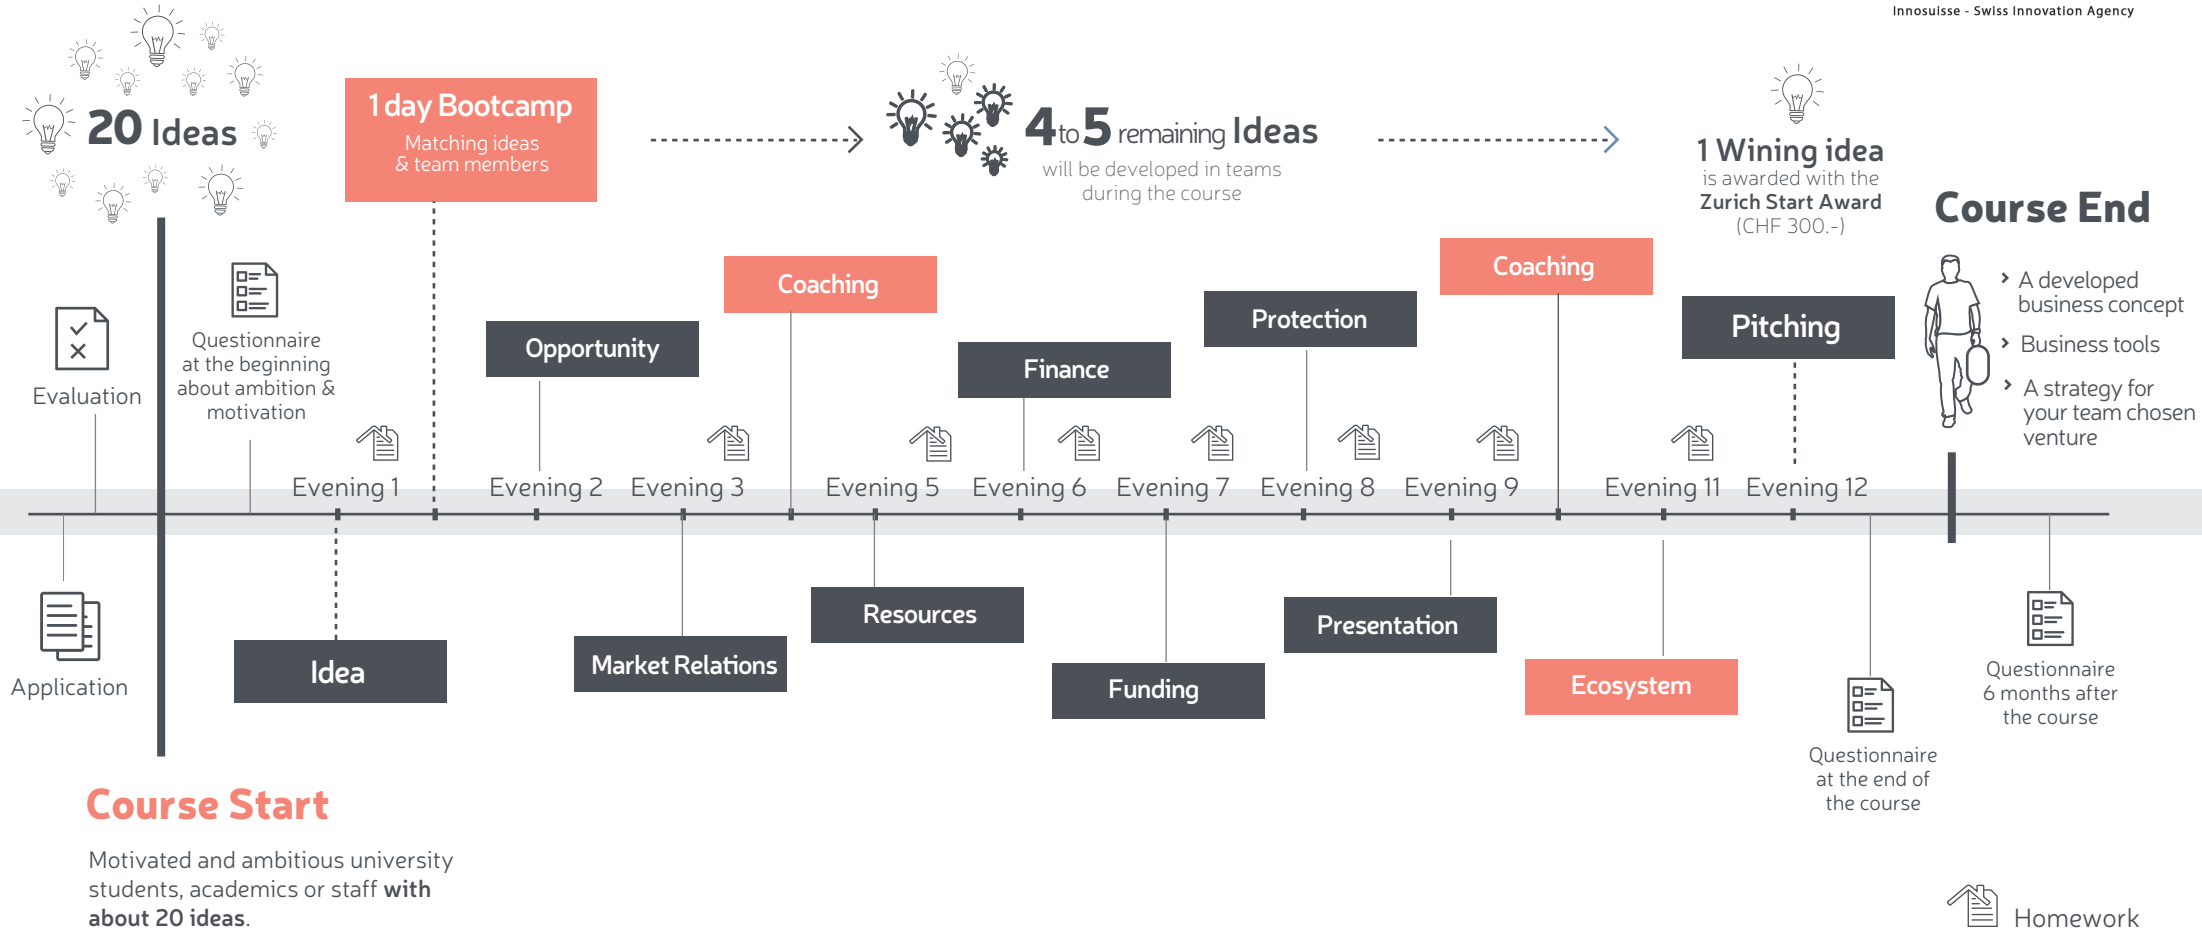 Innosuisse - Swiss Innovation Agency
20 Ideas
1 day Bootcamp
Matching ideas
& team members
4 to 5 remaining Ideas
will be developed in teams
during the course
1 Wining idea
is awarded with the
Zurich Start Award
(CHF 300.-)
Course End
A developed
business concept
Business tools
A strategy for
your team chosen
venture
Evaluation
Questionnaire
at the beginning
about ambition &
motivation
Opportunity
Coaching
Finance
Protection
Coaching
Pitching
Evening 1
Evening 2
Evening 3
Evening 5
Evening 6
Evening 7
Evening 8
Evening 9
Evening 11
Evening 12
Application
Idea
Market Relations
Resources
Funding
Presentation
Ecosystem
Questionnaire
at the end of
the course
Questionnaire
6 months after
the course
Course Start
Motivated and ambitious university
students, academics or staff with
about 20 ideas.
Homework